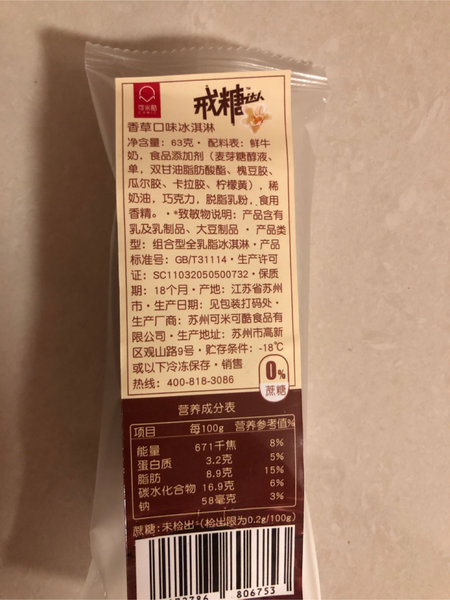 可米酷
戒糖达人
香草口味冰淇淋
净含量：63克·配料表：鲜牛
奶，食品添加剂（麦芽糖醇液、
单，双甘油脂肪酸酯、槐豆胶、
瓜尔胶、卡拉胶、柠檬黄），稀
奶油，巧克力，脱脂乳粉，食用
香精。·*致敏物说明：产品含有
乳及乳制品、大豆制品·产品类
型：组合型全乳脂冰淇淋·产品
标准号：GB/T31114·生产许可
证：SC11032050500732·保质
期：18个月·产地：江苏省苏州
市·生产日期：见包装打码处·
生产厂商：苏州可米可酷食品有
限公司·生产地址：苏州市高新
区观山路9号·贮存条件：-18℃
或以下冷冻保存·销售
热线：400-818-3086
0%
蔗糖
营养成分表
项目 每100g 营养参考值%
能量 671千焦 8%
蛋白质 3.2克 5%
脂肪 8.9克 15%
碳水化合物 16.9克 6%
钠 58毫克 3%
蔗糖：未检出（检出限为0.2g/100g）
806753